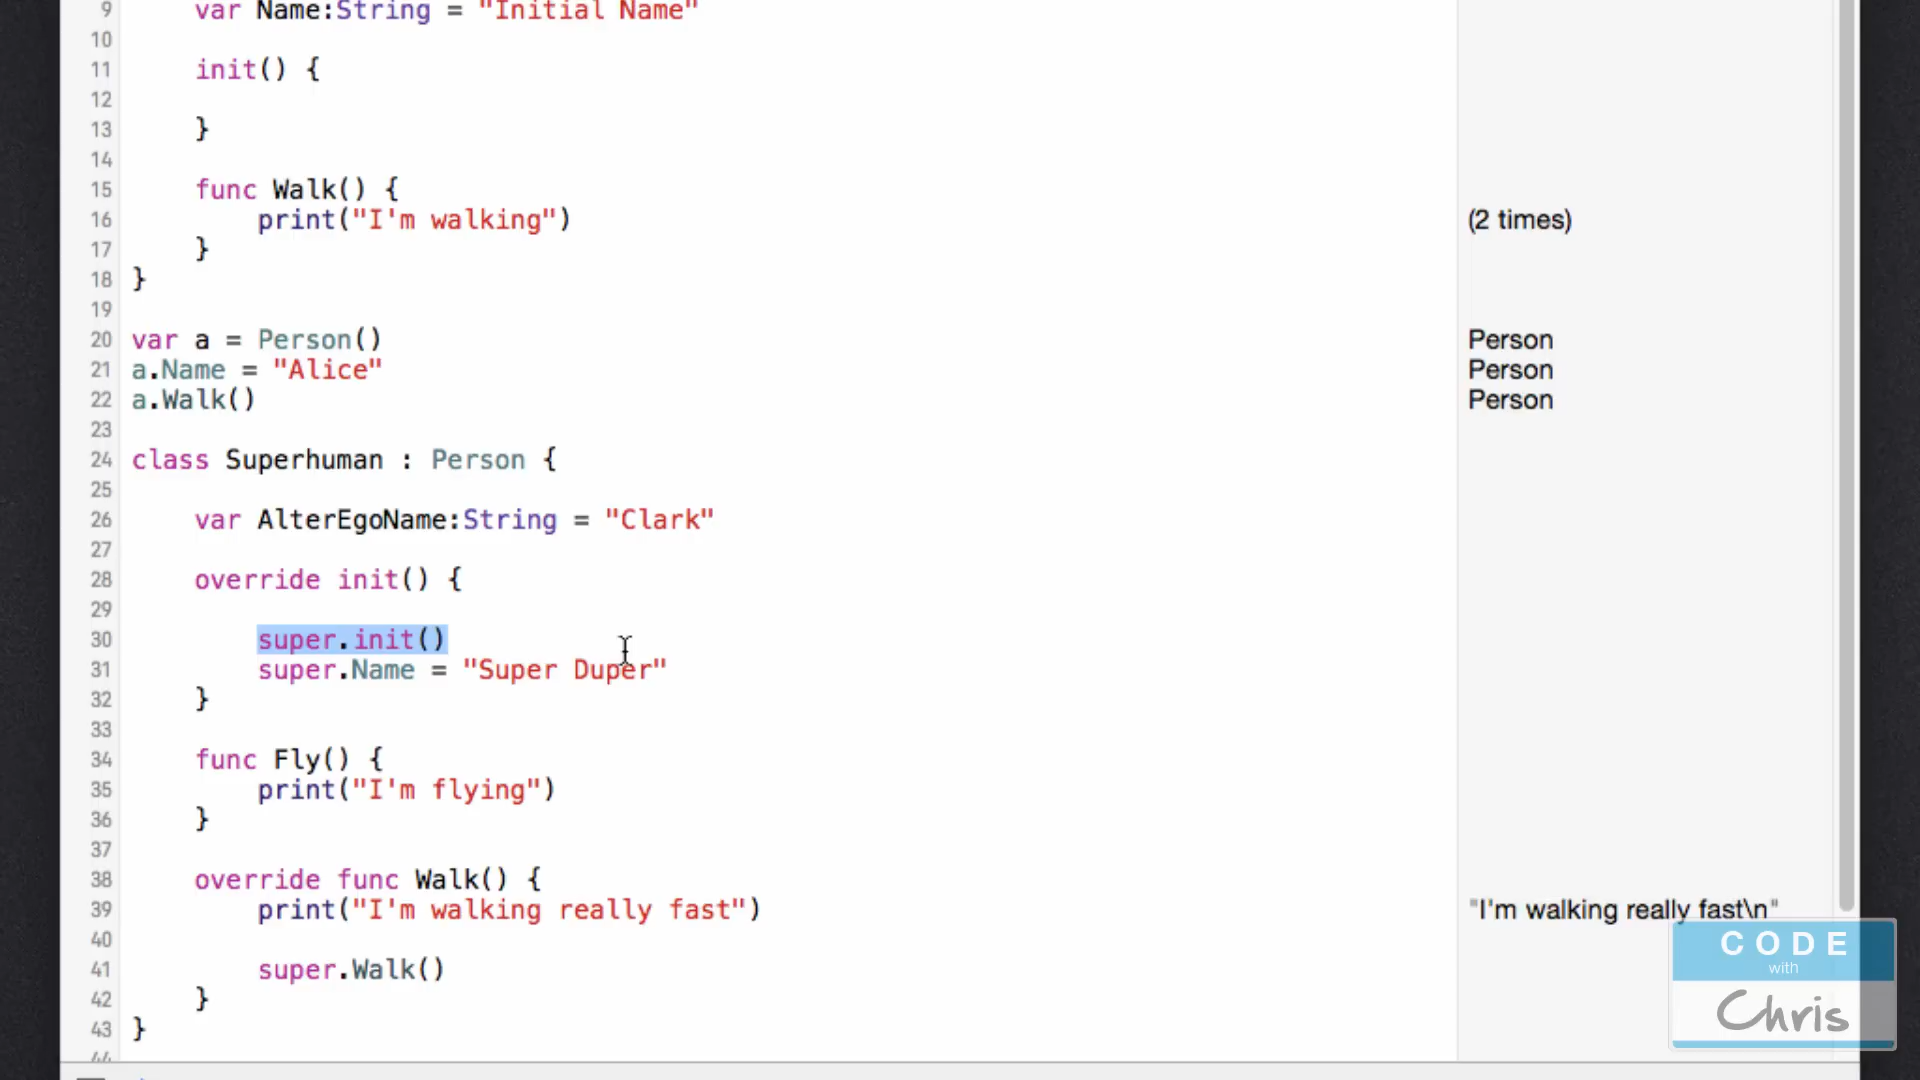 9 var Name:String = "Initial Name"
10
11 init() {
12
13 }
14
15 func Walk() {
16 print("I'm walking") (2 times)
17 }
18 }
19
20 var a = Person() Person
21 a.Name = "Alice" Person
22 a.Walk() Person
23
24 class Superhuman : Person {
25
26 var AlterEgoName:String = "Clark"
27
28 override init() {
29
30 super.init()
31 super.Name = "Super Duper"
32 }
33
34 func Fly() {
35 print("I'm flying")
36 }
37
38 override func Walk() {
39 print("I'm walking really fast") "I'm walking really fast\n"
40
41 super.Walk()
42 }
43 }
44
CODE
with
Chris